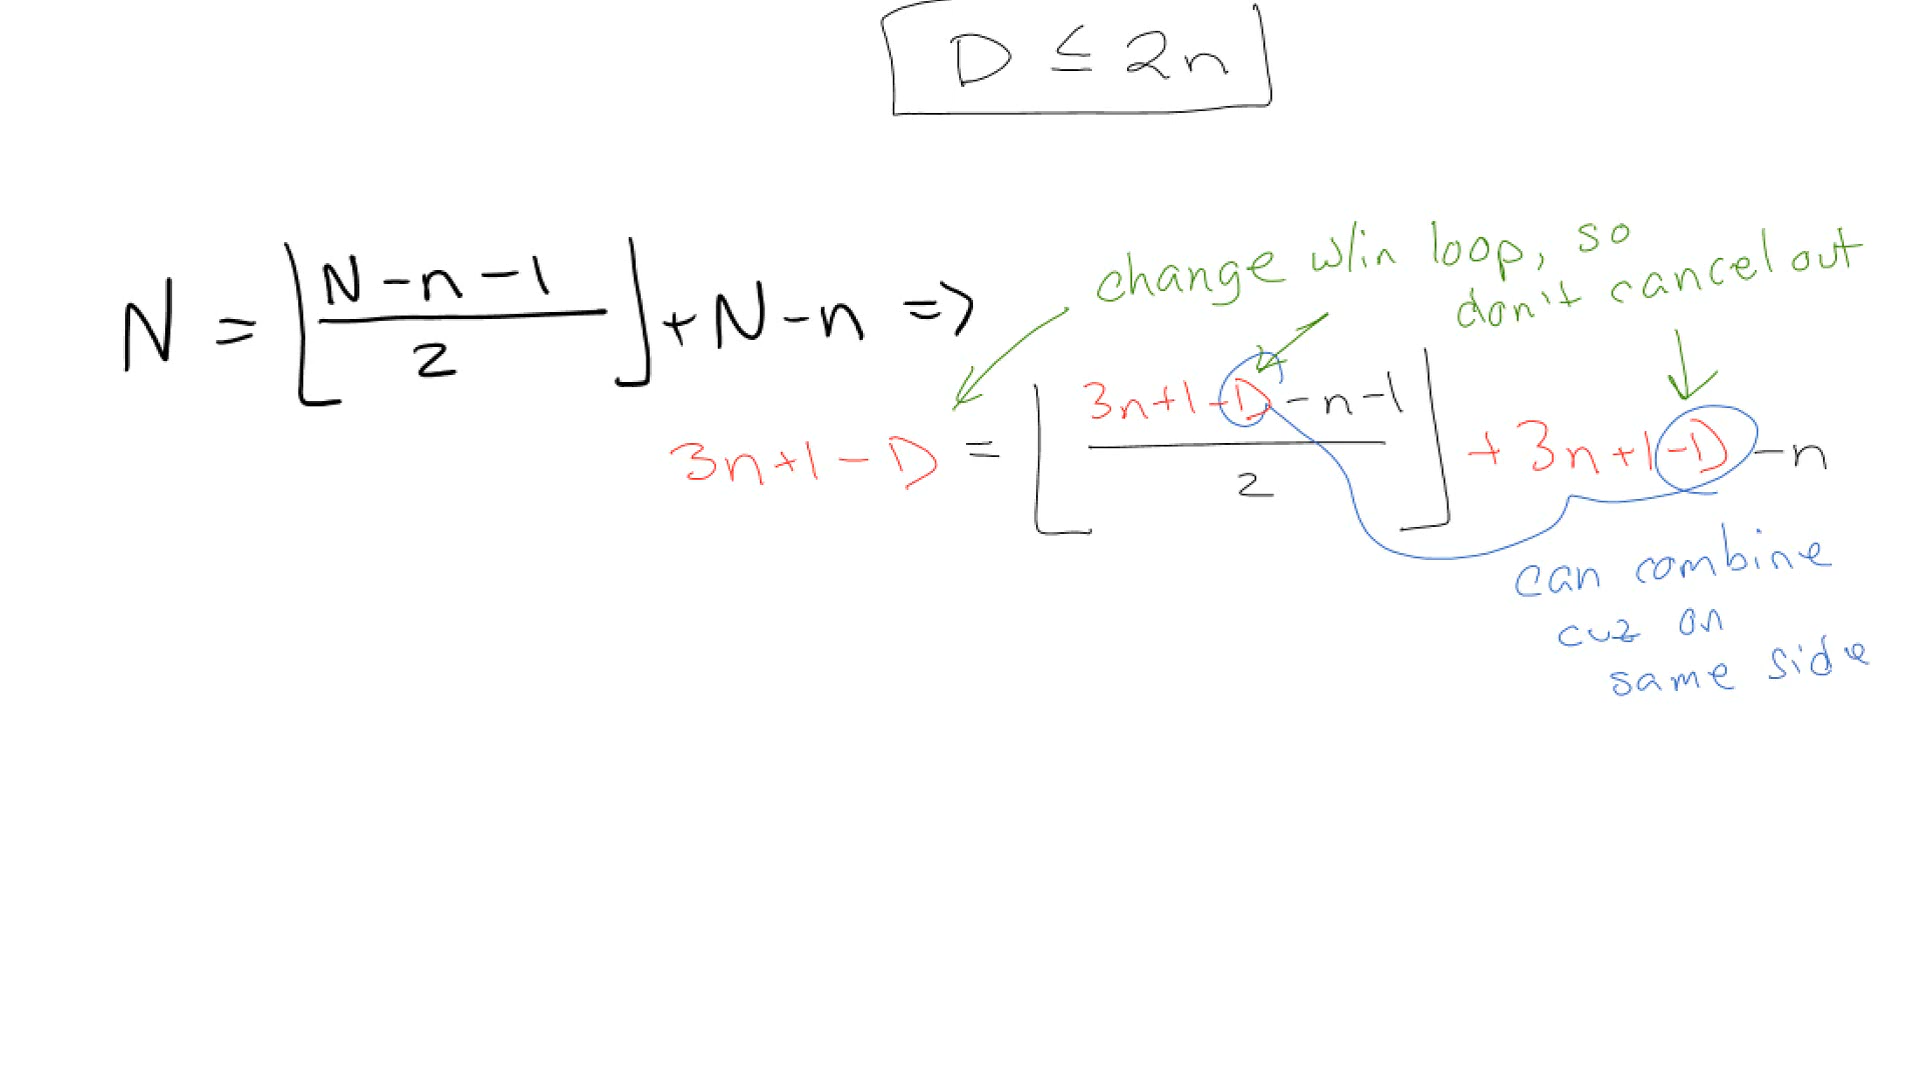 D ≤ 2n
N = ⌊(N-n-1)/2⌋ + N-n =>
change w/in loop, so
don't cancel out
3n+1-D = ⌊(3n+1-D-n-1)/2⌋ + 3n+1-D-n
can combine
cuz on
same side